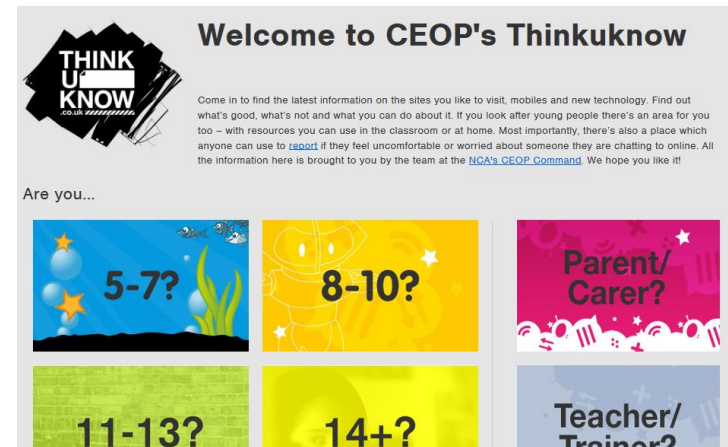 THINK
U
KNOW
.co.uk
Welcome to CEOP's Thinkuknow
Come in to find the latest information on the sites you like to visit, mobiles and new technology. Find out
what's good, what's not and what you can do about it. If you look after young people there's an area for you
too – with resources you can use in the classroom or at home. Most importantly, there's also a place which
anyone can use to report if they feel uncomfortable or worried about someone they are chatting to online. All
the information here is brought to you by the team at the NCA's CEOP Command. We hope you like it!
Are you...
5-7?
8-10?
Parent/
Carer?
11-13?
14+?
Teacher/
Trainer?